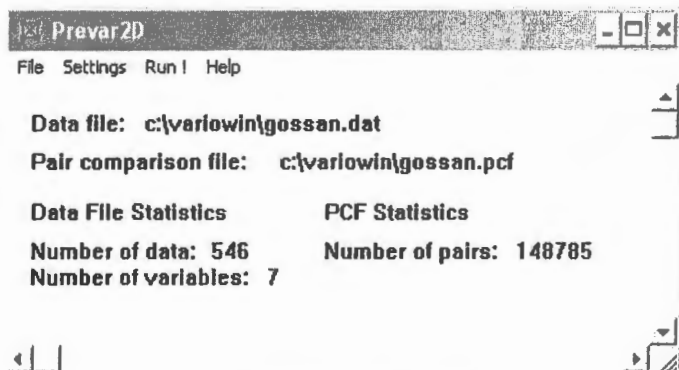 Prevar2D
File Settings Run! Help
Data file: c:\variowin\gossan.dat
Pair comparison file: c:\variowin\gossan.pcf
Data File Statistics PCF Statistics
Number of data: 546 Number of pairs: 148785
Number of variables: 7